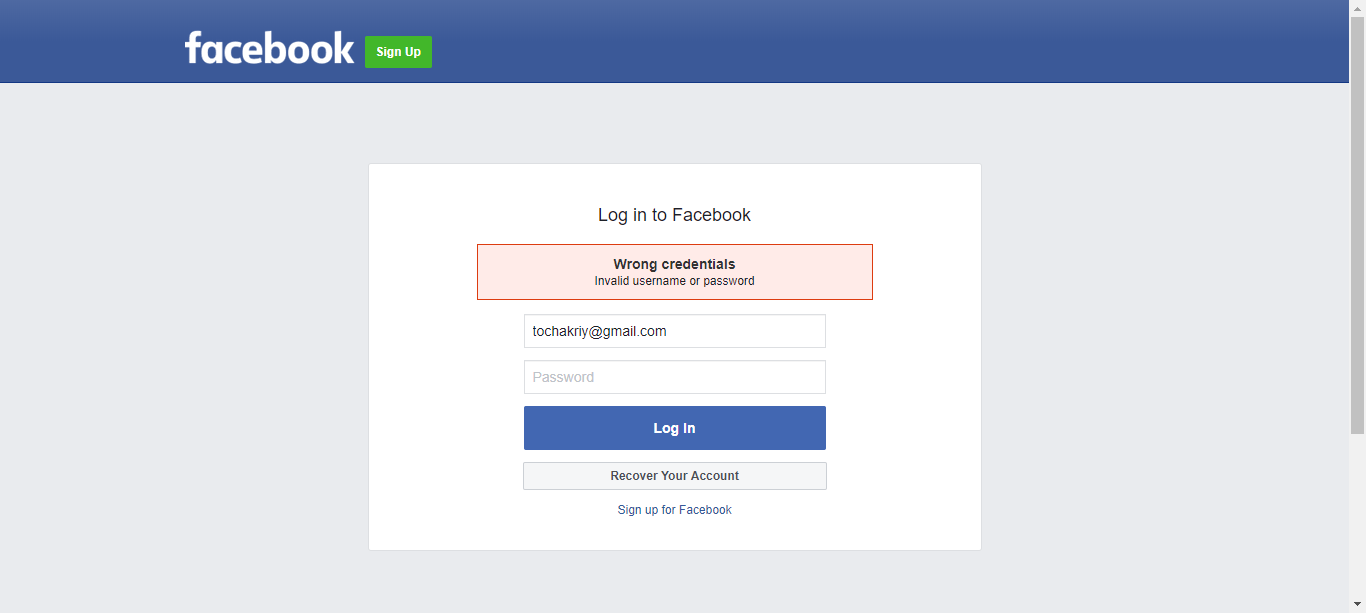 facebook
Sign Up
Log in to Facebook
Wrong credentials
Invalid username or password
tochakriy@gmail.com
Password
Log In
Recover Your Account
Sign up for Facebook